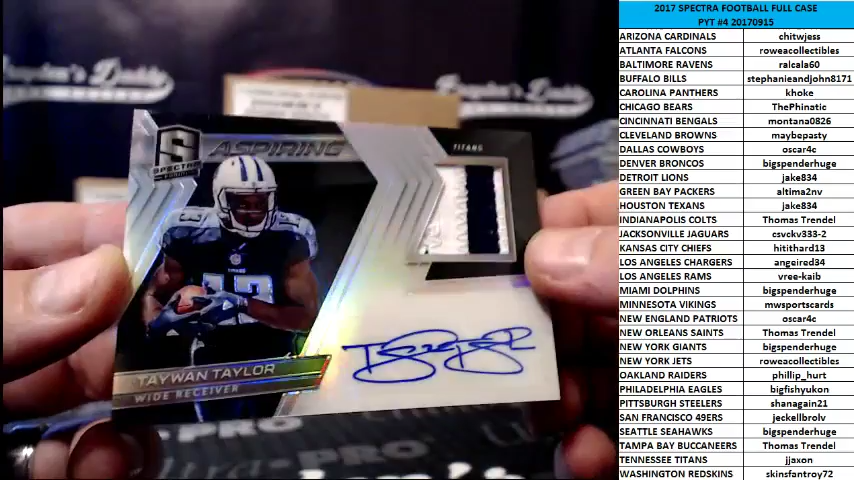 2017 SPECTRA FOOTBALL FULL CASE
PYT #4 20170915
ARIZONA CARDINALS chitwjess
ATLANTA FALCONS roweacollectibles
BALTIMORE RAVENS ralcala60
BUFFALO BILLS stephanieandjohn8171
CAROLINA PANTHERS khoke
CHICAGO BEARS ThePhinatic
CINCINNATI BENGALS montana0826
CLEVELAND BROWNS maybepasty
DALLAS COWBOYS oscar4c
DENVER BRONCOS bigspenderhuge
DETROIT LIONS jake834
GREEN BAY PACKERS altima2nv
HOUSTON TEXANS jake834
INDIANAPOLIS COLTS Thomas Trendel
JACKSONVILLE JAGUARS csvckv333-2
KANSAS CITY CHIEFS hitithard13
LOS ANGELES CHARGERS angeired34
LOS ANGELES RAMS vree-kaib
MIAMI DOLPHINS bigspenderhuge
MINNESOTA VIKINGS mwsportscards
NEW ENGLAND PATRIOTS oscar4c
NEW ORLEANS SAINTS Thomas Trendel
NEW YORK GIANTS bigspenderhuge
NEW YORK JETS roweacollectibles
OAKLAND RAIDERS phillip_hurt
PHILADELPHIA EAGLES bigfishyukon
PITTSBURGH STEELERS shanagain21
SAN FRANCISCO 49ERS jeckellbrolv
SEATTLE SEAHAWKS bigspenderhuge
TAMPA BAY BUCCANEERS Thomas Trendel
TENNESSEE TITANS jjaxon
WASHINGTON REDSKINS skinsfantroy72
Brayden's Daddy
S
SPECTRA
ASPIRING
TITANS
13
13
TAYWAN TAYLOR
WIDE RECEIVER
PRO